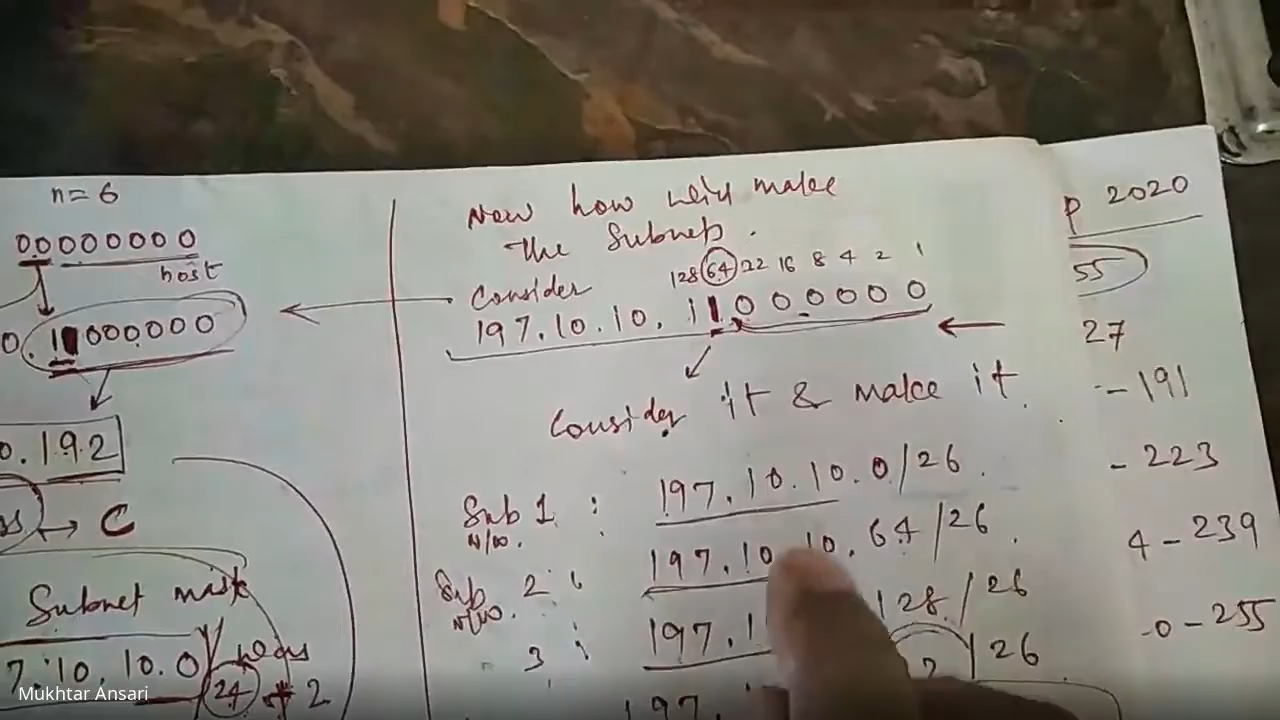 n=6
00000000
host
0.11000000
0.192
C
Subnet mask
7.10.10.0/
24 + 2
Now how make
the Subnets.
128 64 22 16 8 4 2 1
Consider
197.10.10.11000000
Consider it & make it.
Sub 1 : 197.10.10.0/26.
N/W.
Sub 2 : 197.10.10.64/26.
N/W.
3 : 197.1 128/26
197. /26
P 2020
55
27
-191
-223
4-239
-0-255
Mukhtar Ansari